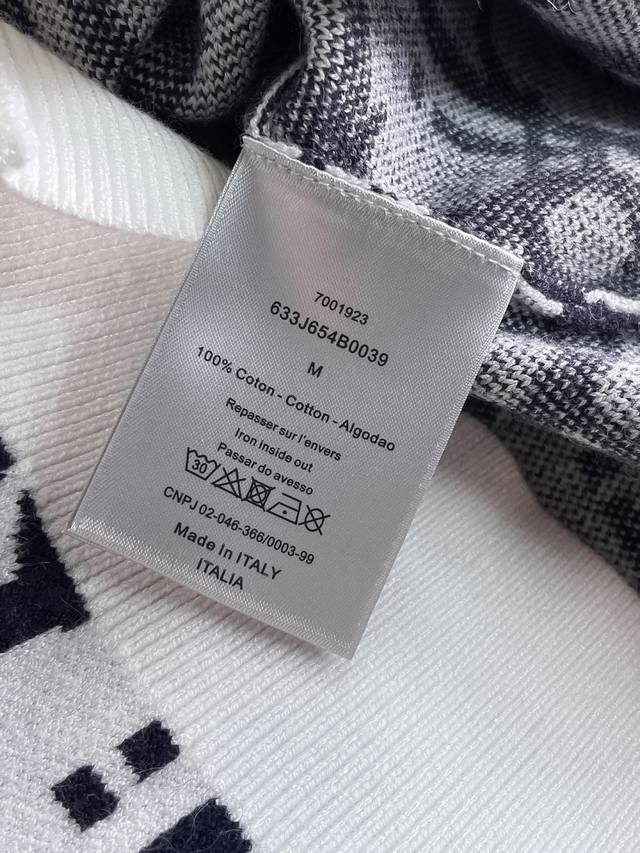 7001923
633J654B0039
M
100% Coton - Cotton - Algodao
Repasser sur l'envers
Iron inside out
Passar do avesso
30
CNPJ 02-046-366/0003-99
Made In ITALY
ITALIA